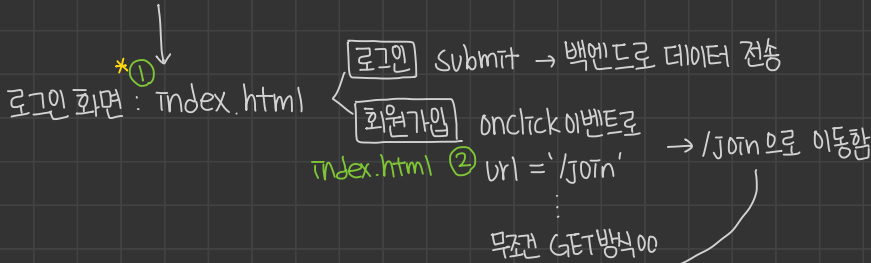 로그인 submit → 백엔드로 데이터 전송
* ①
로그인 화면 : index.html
회원가입 onclick이벤트로
index.html ② url = '/join' → /join으로 이동함
무조건 GET방식OO